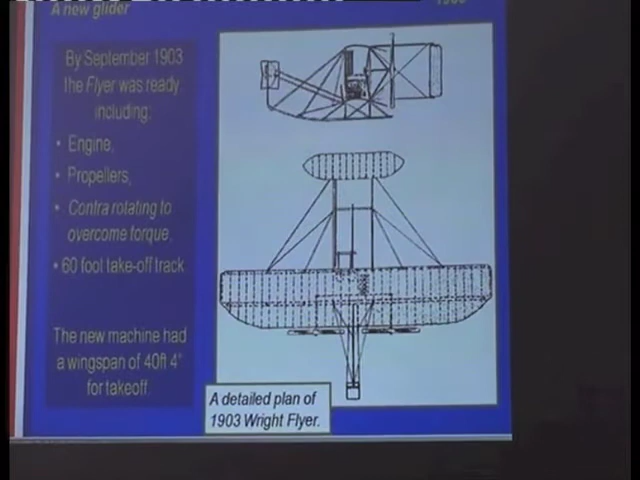 A new glider
By September 1903
the Flyer was ready
including:
• Engine,
• Propellers,
• Contra rotating to
overcome torque,
• 60 foot take-off track
The new machine had
a wingspan of 40ft 4"
for takeoff
A detailed plan of
1903 Wright Flyer.